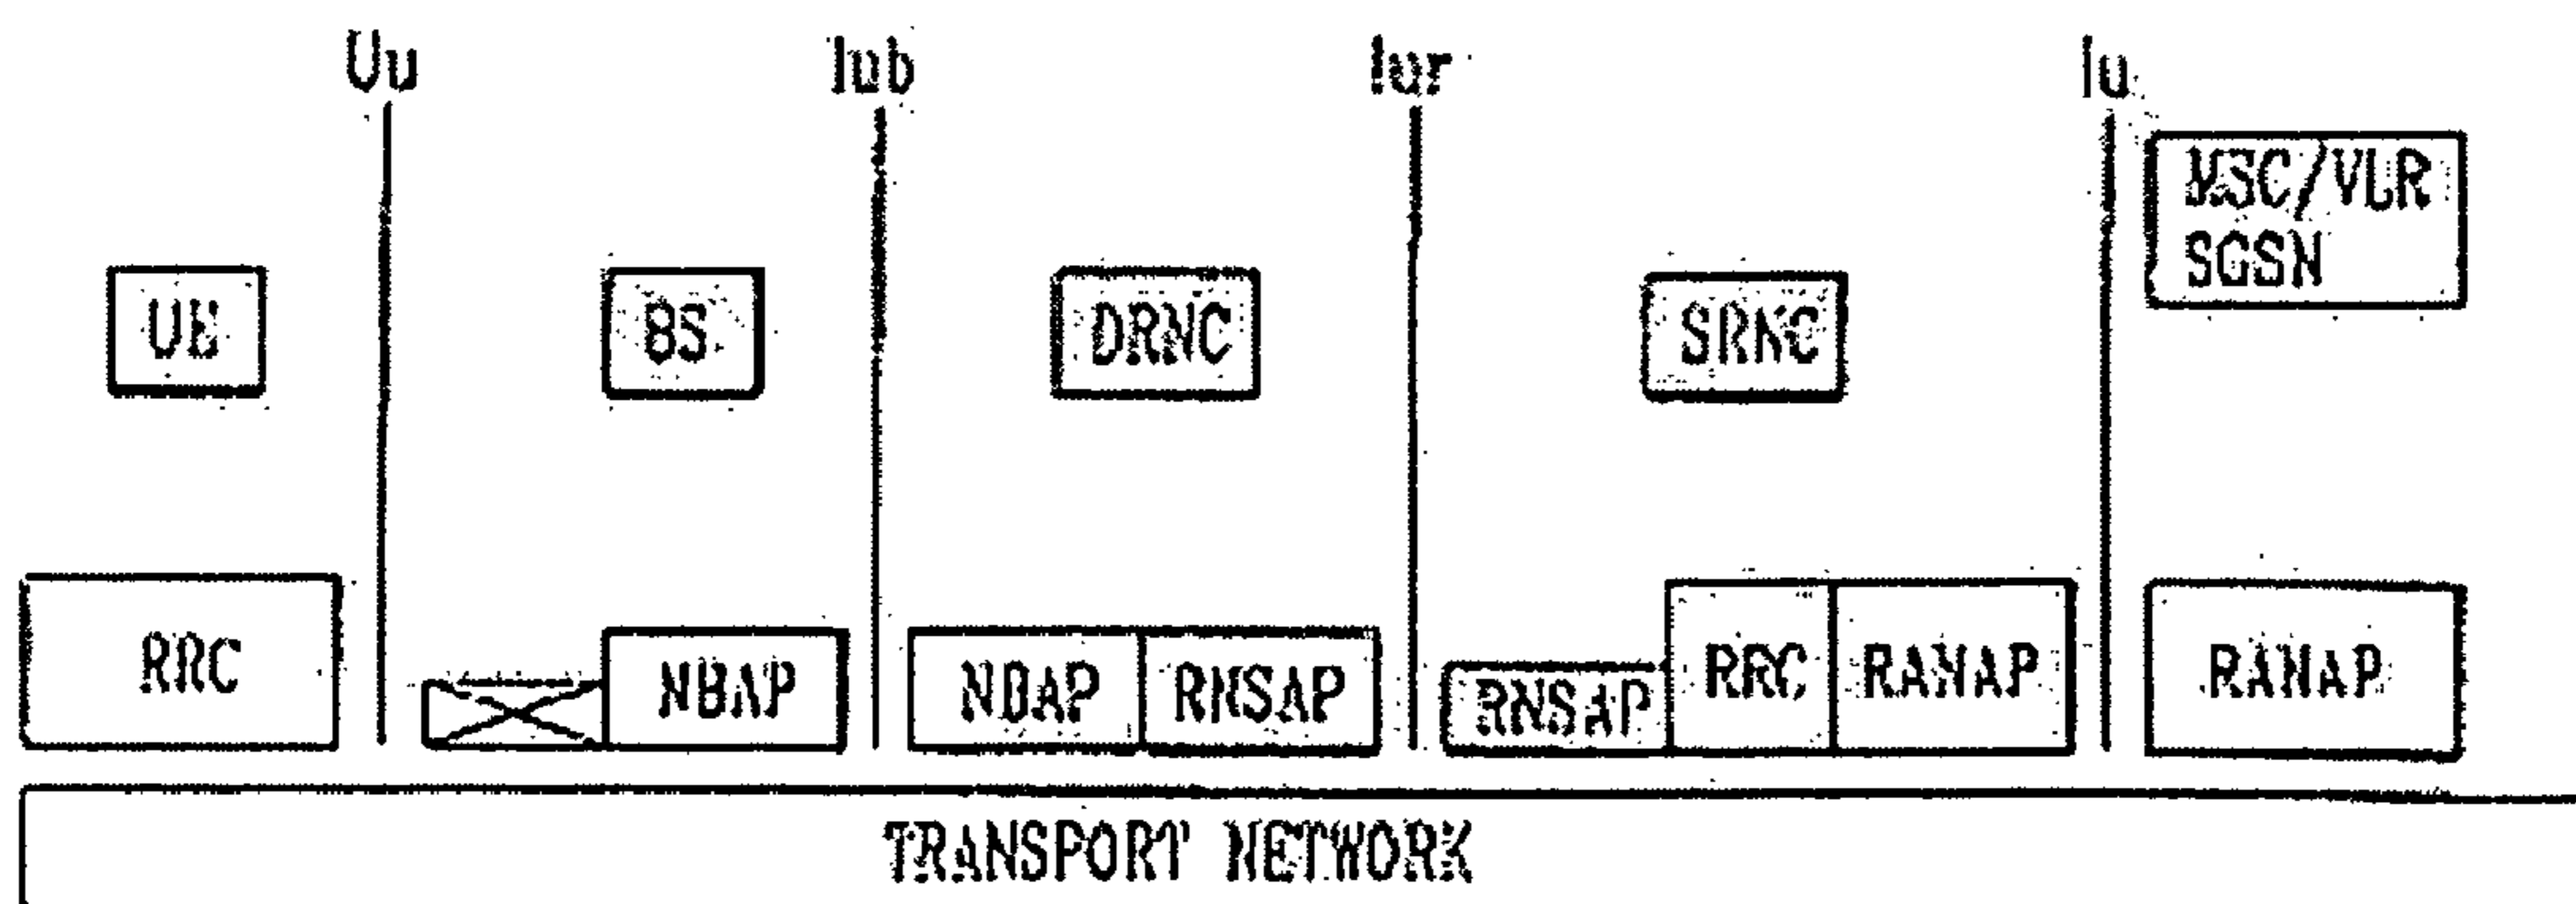 Uu
Iub
Iur
Iu
MSC/VLR
SGSN
UE
BS
DRNC
SRNC
RRC
NBAP
NBAP
RNSAP
RNSAP
RRC
RANAP
RANAP
TRANSPORT NETWORK